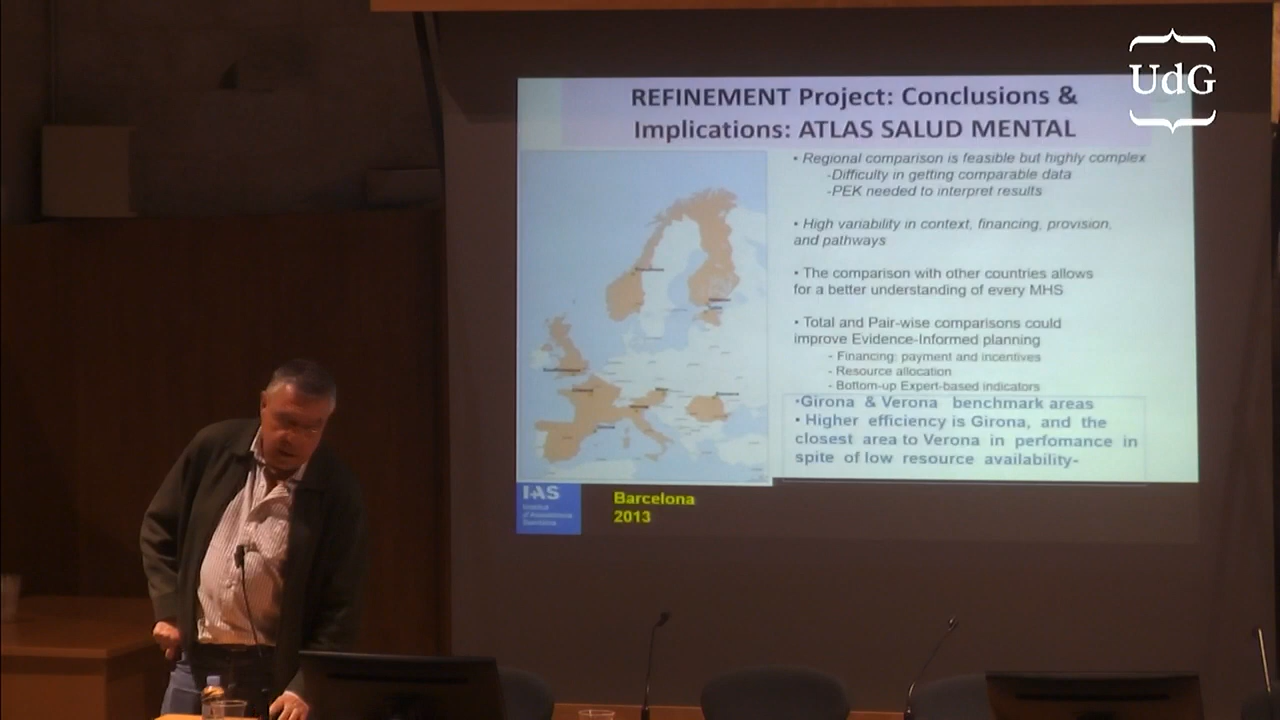 UdG
REFINEMENT Project: Conclusions &
Implications: ATLAS SALUD MENTAL
• Regional comparison is feasible but highly complex
-Difficulty in getting comparable data
-PEK needed to interpret results
• High variability in context, financing, provision,
and pathways
• The comparison with other countries allows
for a better understanding of every MHS
• Total and Pair-wise comparisons could
improve Evidence-Informed planning
- Financing: payment and incentives
- Resource allocation
- Bottom-up Expert-based indicators
•Girona & Verona benchmark areas
• Higher efficiency is Girona, and the
closest area to Verona in perfomance in
spite of low resource availability-
IAS
Institut
d'Assistència
Sanitària
Barcelona
2013